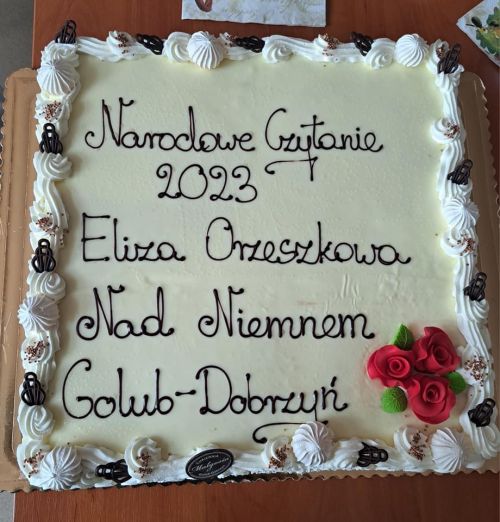 Narodowe Czytanie
2023
Eliza Orzeszkowa
Nad Niemnem
Golub-Dobrzyń